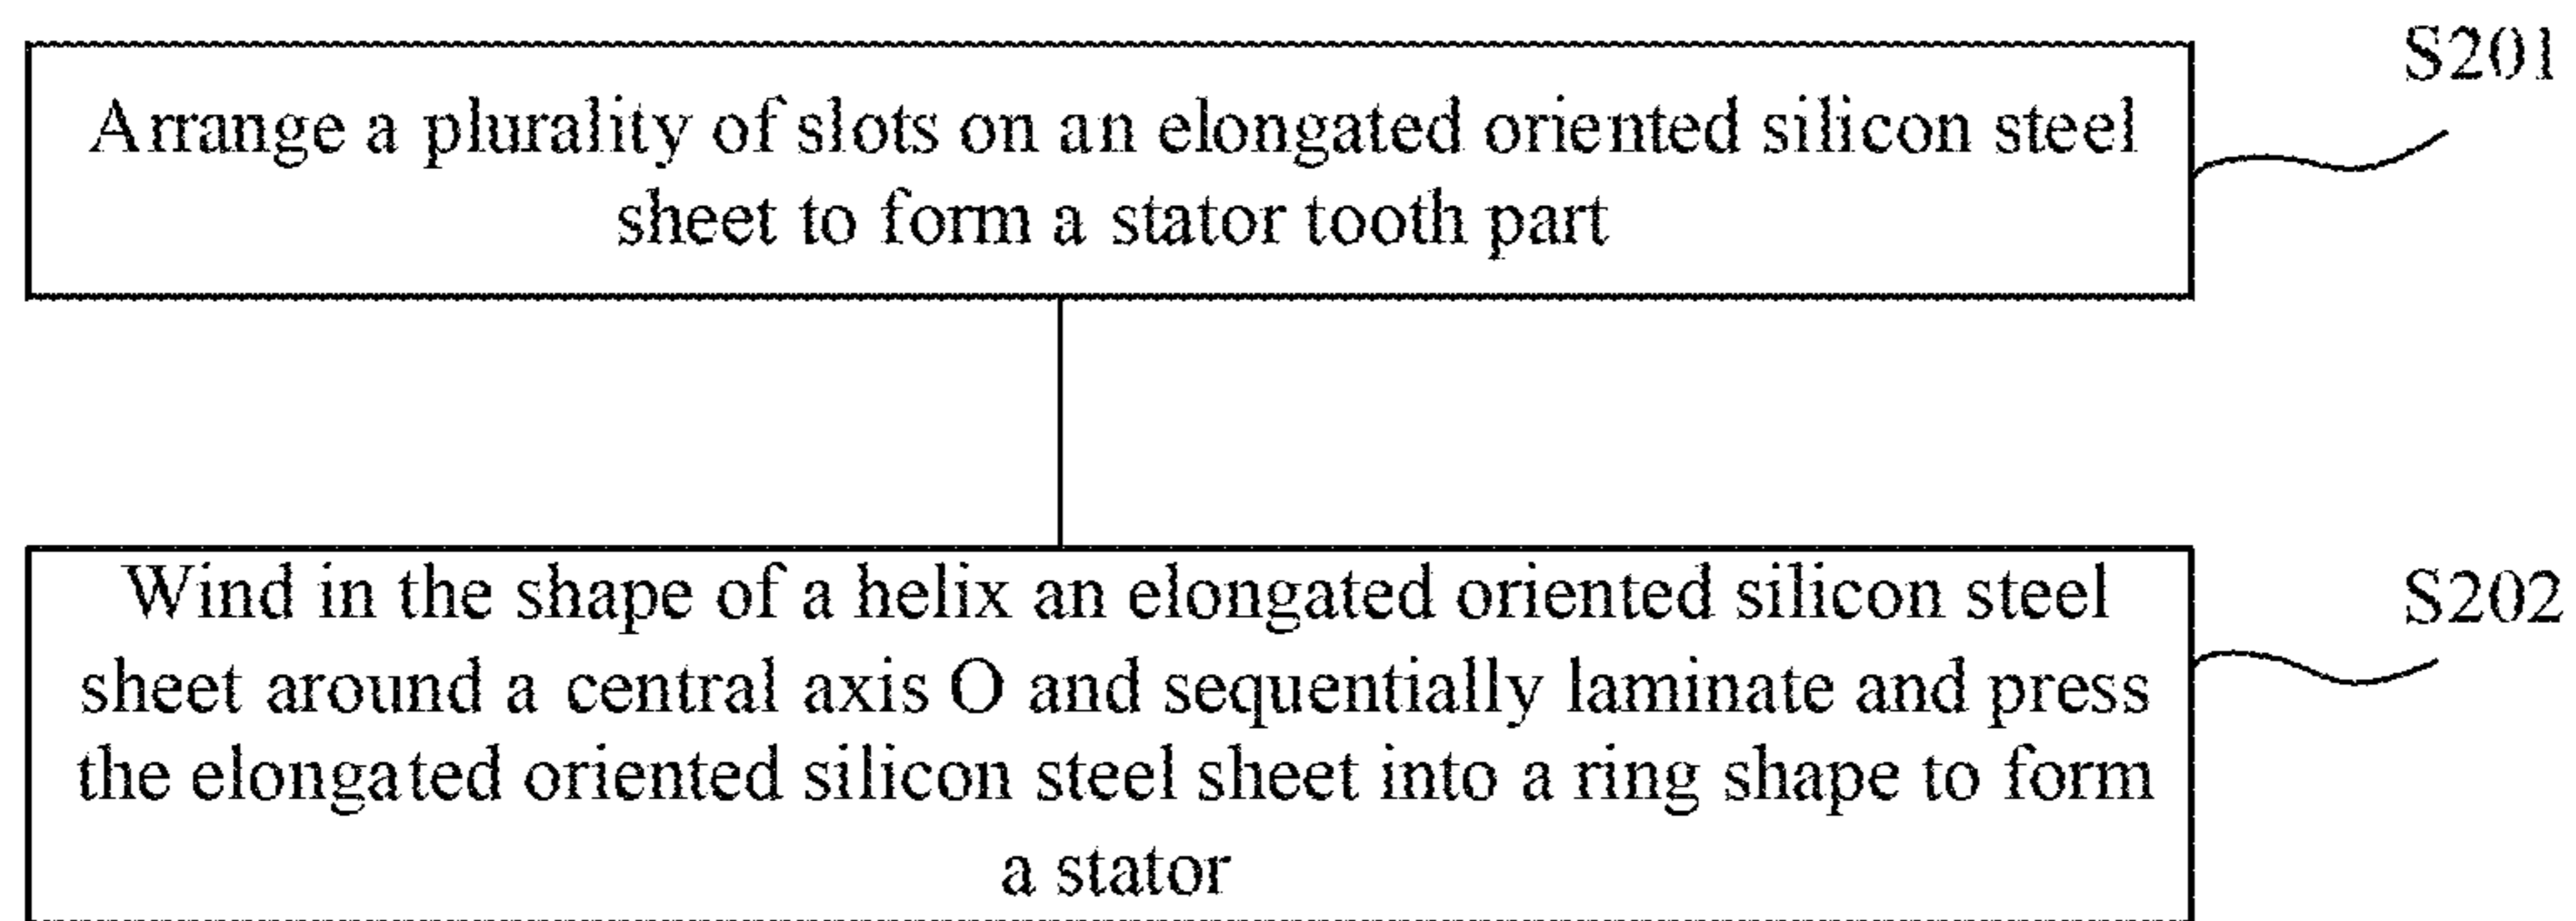 S201
Arrange a plurality of slots on an elongated oriented silicon steel
sheet to form a stator tooth part
S202
Wind in the shape of a helix an elongated oriented silicon steel
sheet around a central axis O and sequentially laminate and press
the elongated oriented silicon steel sheet into a ring shape to form
a stator